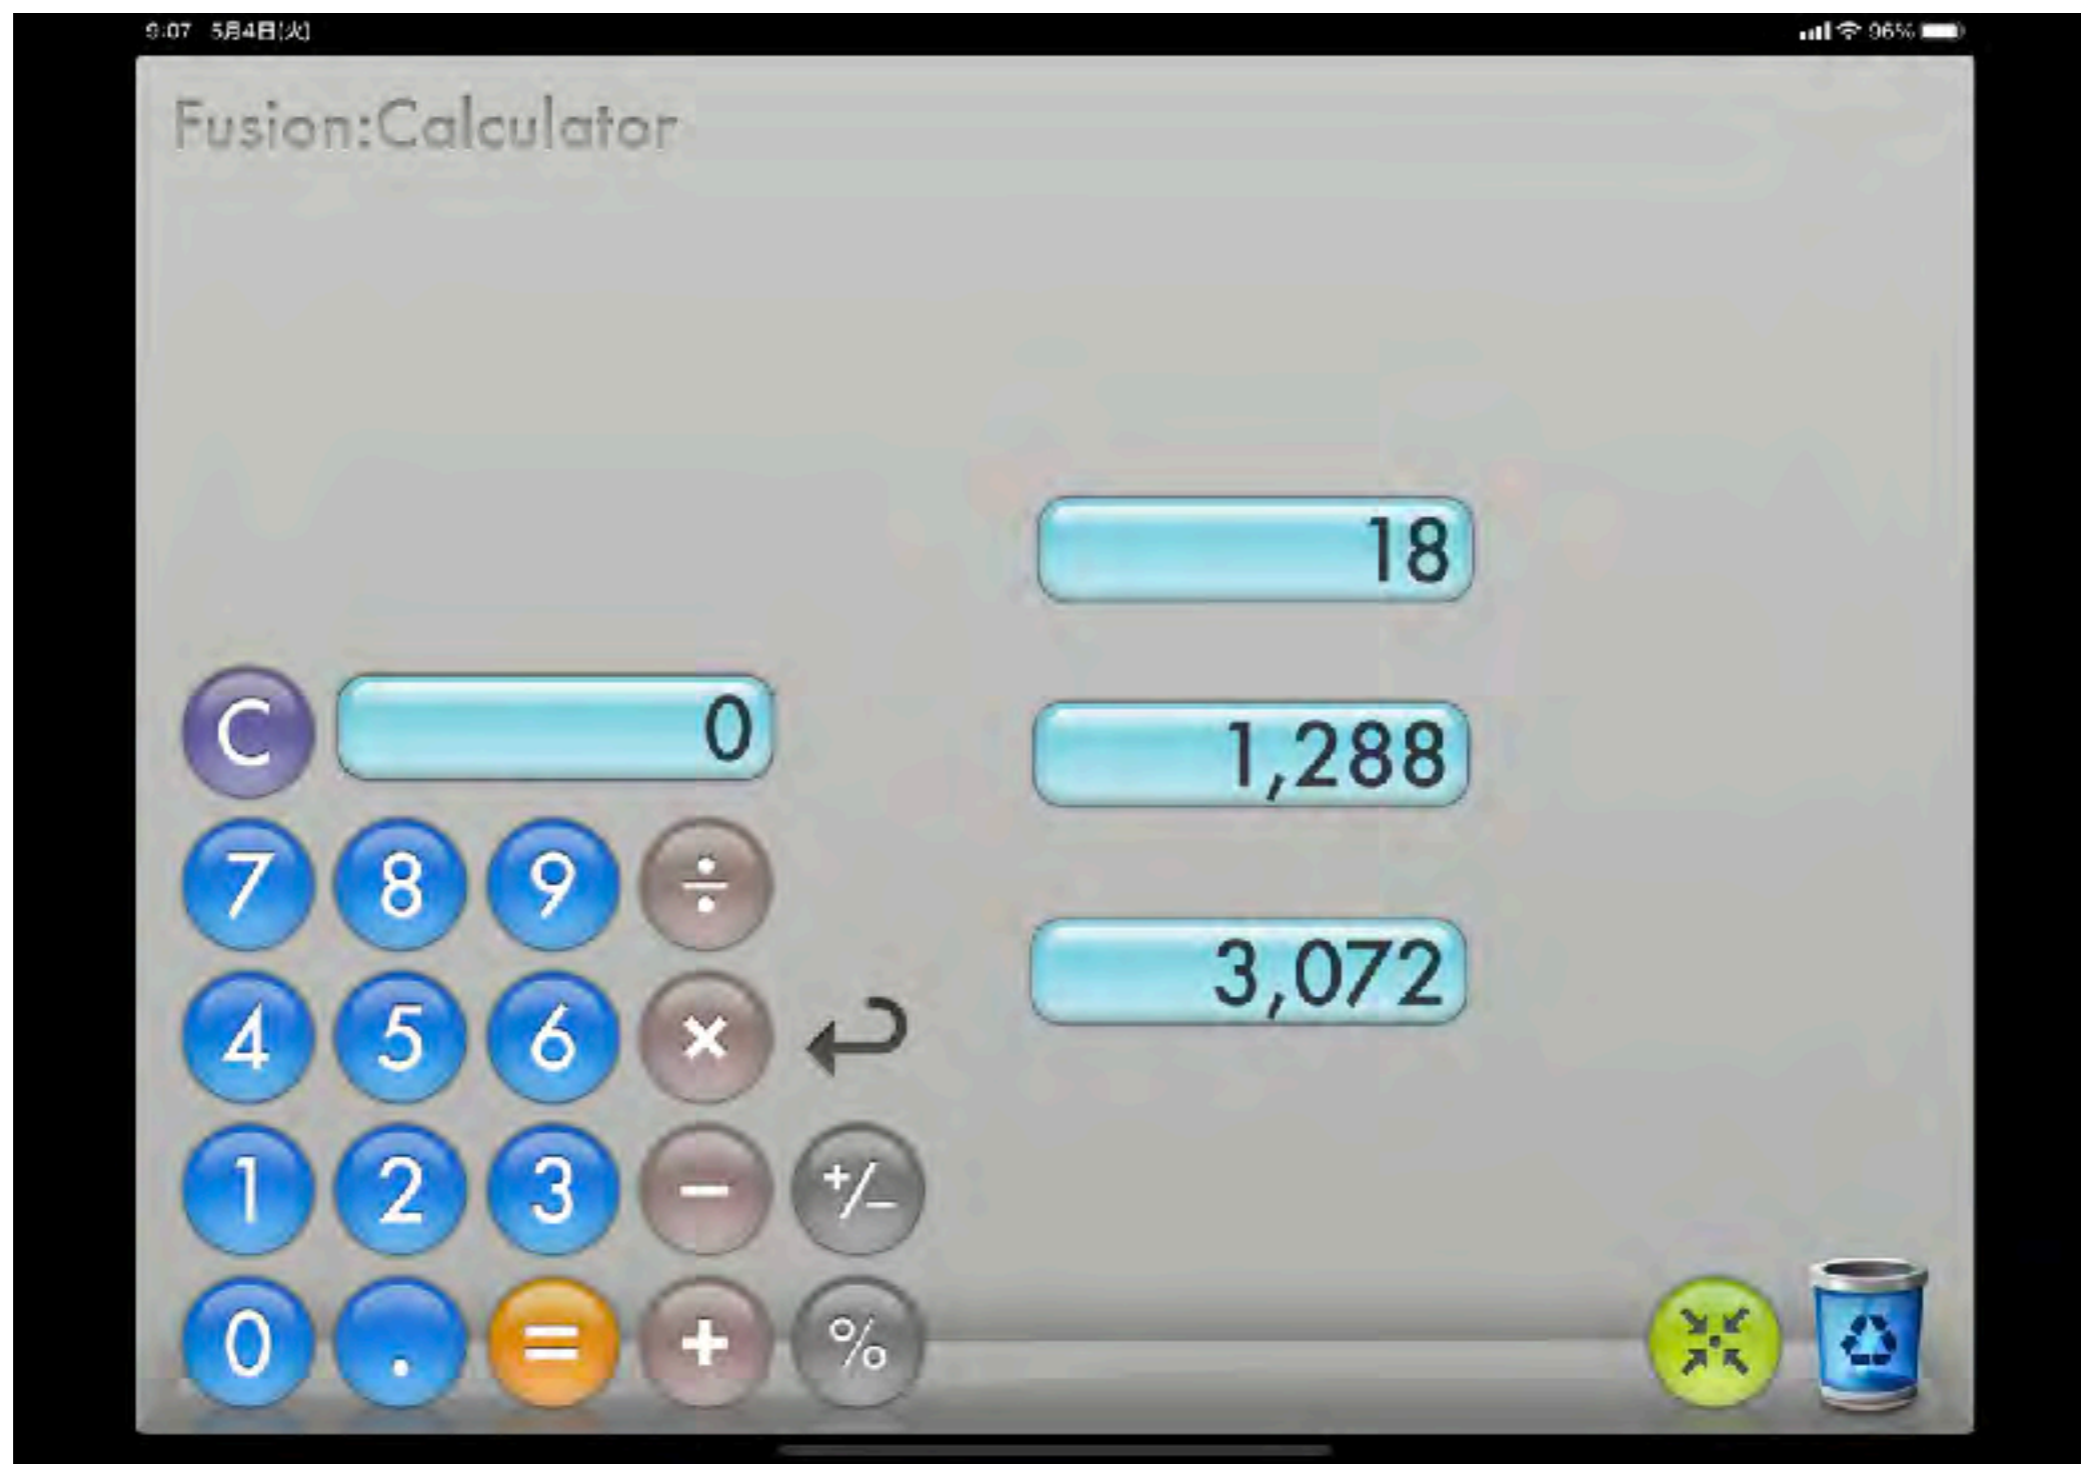 9:07 5月4日(火) 96%
Fusion:Calculator
18
C 0
1,288
7 8 9 ÷
3,072
4 5 6 ×
1 2 3 − +/−
0 . = + %